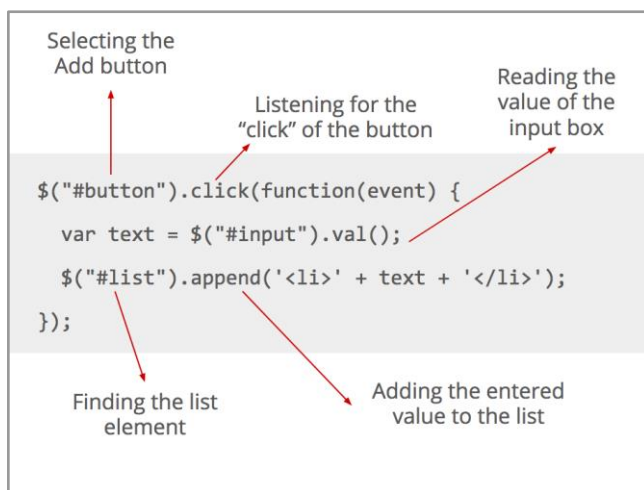 Selecting the
Add button
Listening for the
“click” of the button
Reading the
value of the
input box
$("#button").click(function(event) {
var text = $("#input").val();
$("#list").append('<li>' + text + '</li>');
});
Finding the list
element
Adding the entered
value to the list